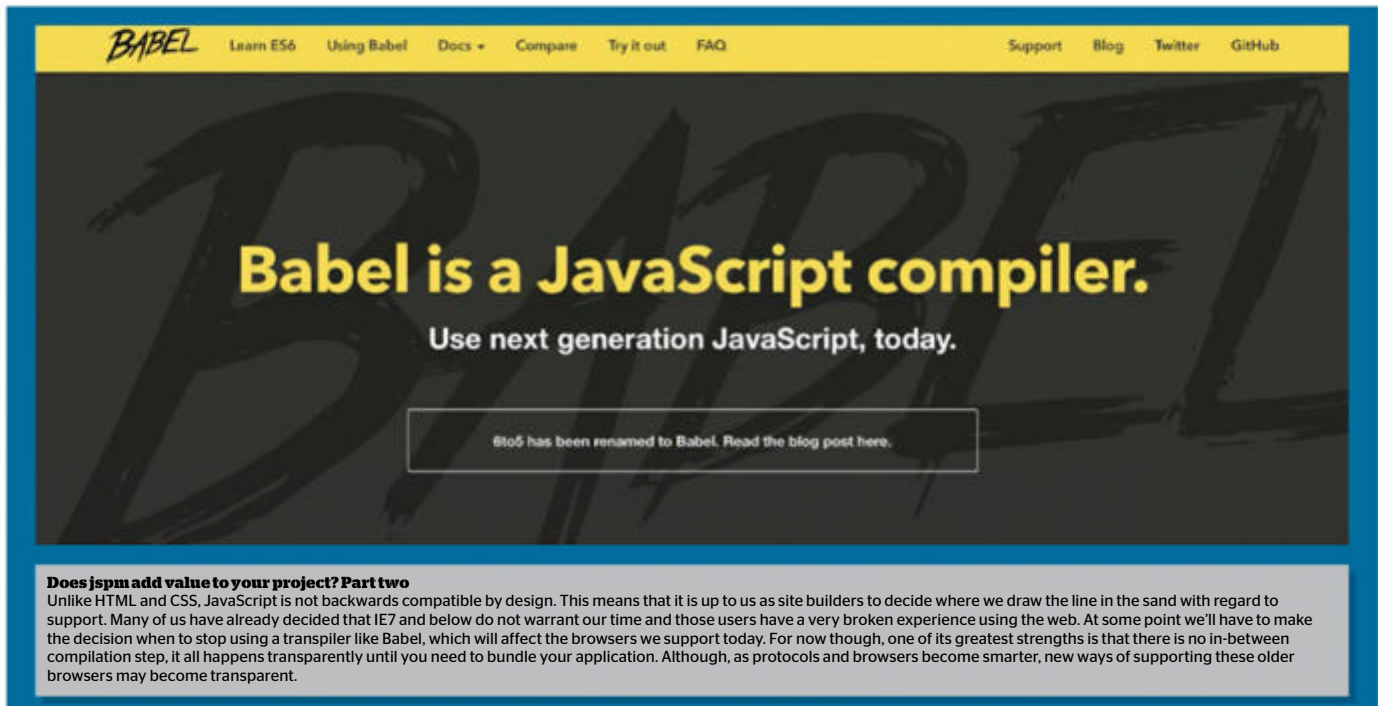 BABEL Learn ES6 Using Babel Docs Compare Try it out FAQ Support Blog Twitter GitHub
BABEL
Babel is a JavaScript compiler.
Use next generation JavaScript, today.
6to5 has been renamed to Babel. Read the blog post here.
Does jspm add value to your project? Part two
Unlike HTML and CSS, JavaScript is not backwards compatible by design. This means that it is up to us as site builders to decide where we draw the line in the sand with regard to
support. Many of us have already decided that IE7 and below do not warrant our time and those users have a very broken experience using the web. At some point we'll have to make
the decision when to stop using a transpiler like Babel, which will affect the browsers we support today. For now though, one of its greatest strengths is that there is no in-between
compilation step, it all happens transparently until you need to bundle your application. Although, as protocols and browsers become smarter, new ways of supporting these older
browsers may become transparent.